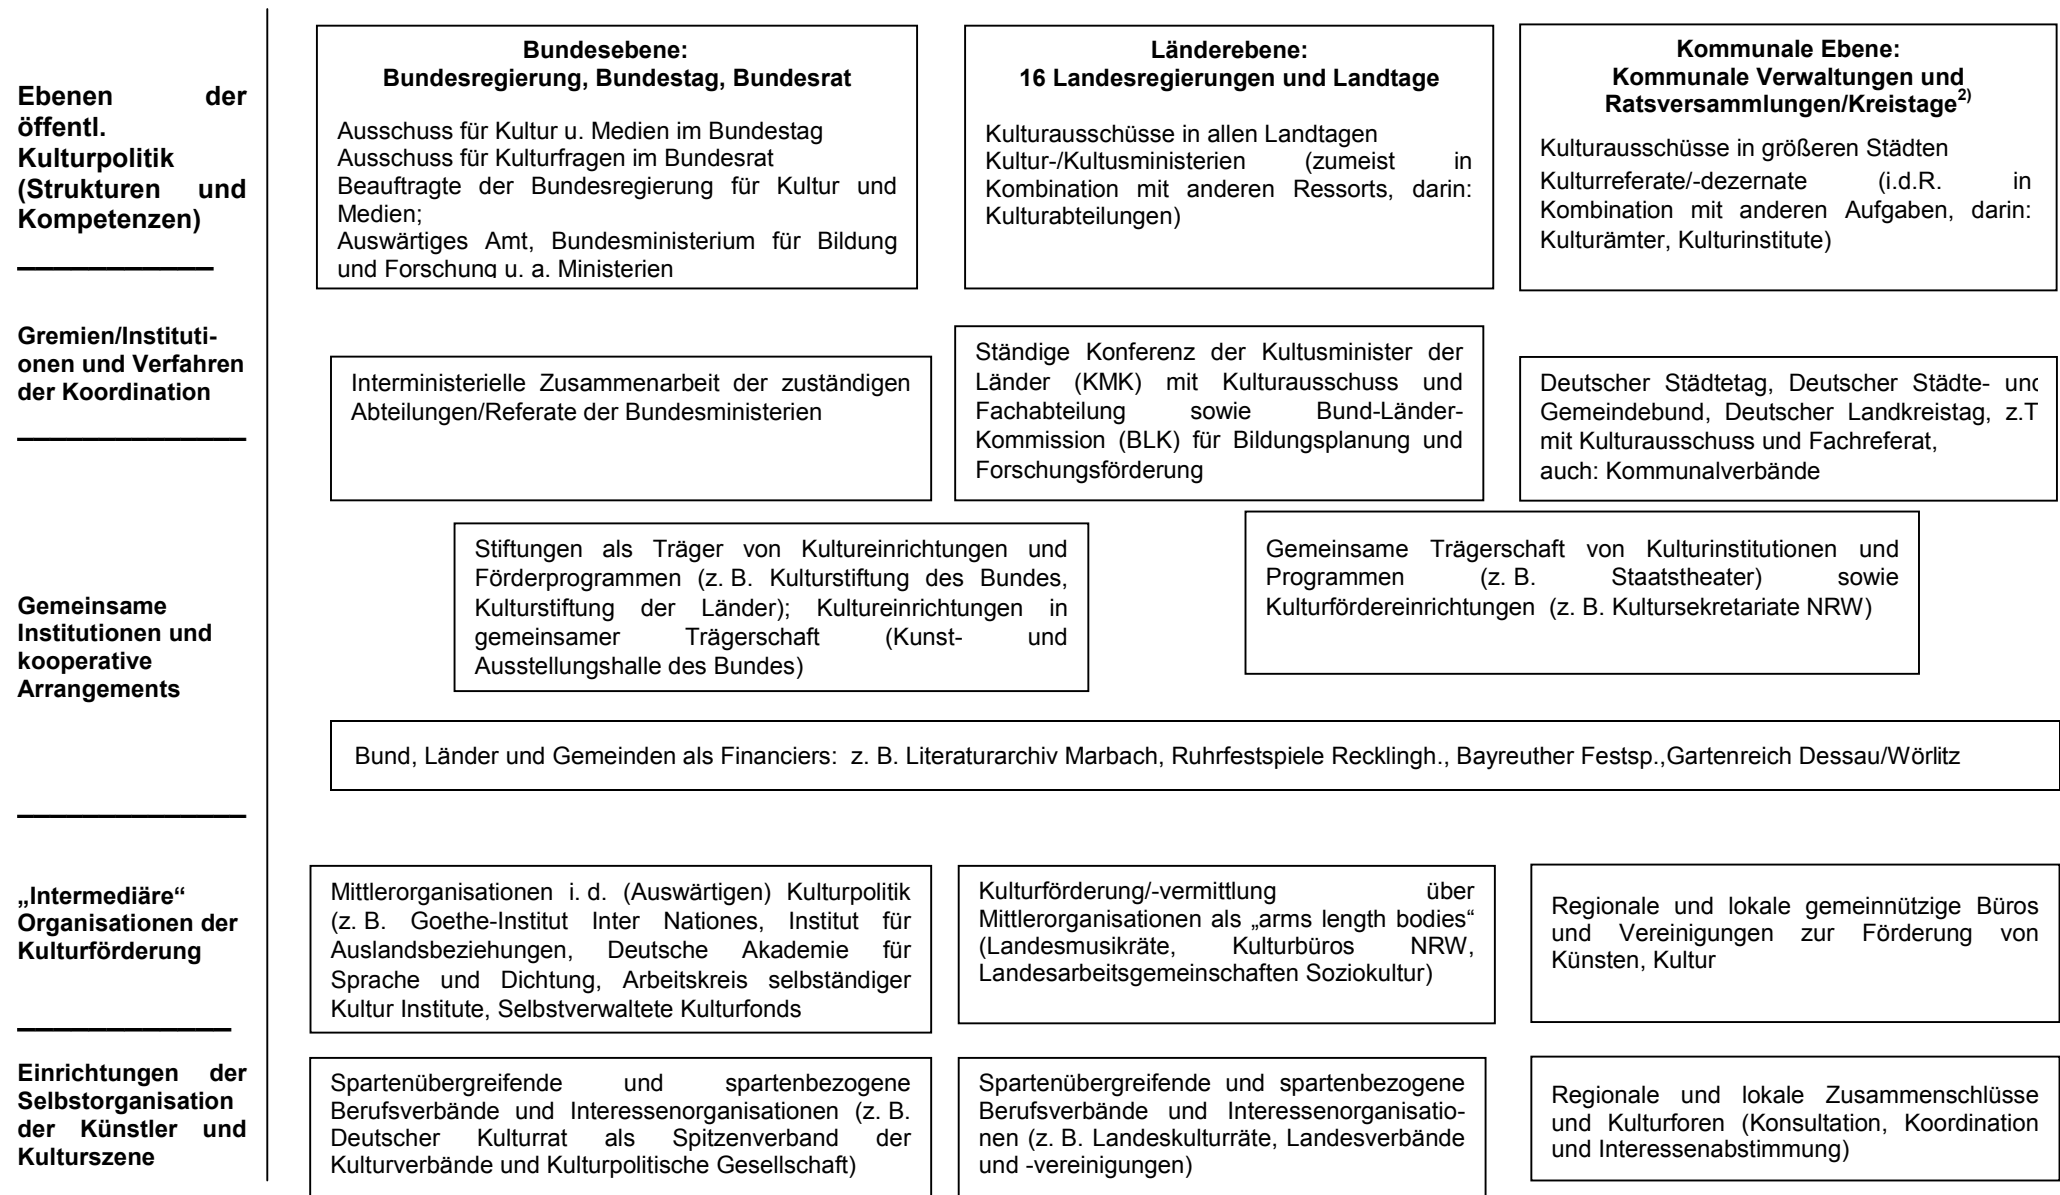 Ebenen der
öffentl.
Kulturpolitik
(Strukturen und
Kompetenzen)
Bundesebene:
Bundesregierung, Bundestag, Bundesrat
Ausschuss für Kultur u. Medien im Bundestag
Ausschuss für Kulturfragen im Bundesrat
Beauftragte der Bundesregierung für Kultur und
Medien;
Auswärtiges Amt, Bundesministerium für Bildung
und Forschung u. a. Ministerien
Länderebene:
16 Landesregierungen und Landtage
Kulturausschüsse in allen Landtagen
Kultur-/Kultusministerien (zumeist in
Kombination mit anderen Ressorts, darin:
Kulturabteilungen)
Kommunale Ebene:
Kommunale Verwaltungen und
Ratsversammlungen/Kreistage2)
Kulturausschüsse in größeren Städten
Kulturreferate/-dezernate (i.d.R. in
Kombination mit anderen Aufgaben, darin:
Kulturämter, Kulturinstitute)
Gremien/Instituti-
onen und Verfahren
der Koordination
Interministerielle Zusammenarbeit der zuständigen
Abteilungen/Referate der Bundesministerien
Ständige Konferenz der Kultusminister der
Länder (KMK) mit Kulturausschuss und
Fachabteilung sowie Bund-Länder-
Kommission (BLK) für Bildungsplanung und
Forschungsförderung
Deutscher Städtetag, Deutscher Städte- und
Gemeindebund, Deutscher Landkreistag, z.T
mit Kulturausschuss und Fachreferat,
auch: Kommunalverbände
Gemeinsame
Institutionen und
kooperative
Arrangements
Stiftungen als Träger von Kultureinrichtungen und
Förderprogrammen (z. B. Kulturstiftung des Bundes,
Kulturstiftung der Länder); Kultureinrichtungen in
gemeinsamer Trägerschaft (Kunst- und
Ausstellungshalle des Bundes)
Gemeinsame Trägerschaft von Kulturinstitutionen und
Programmen (z. B. Staatstheater) sowie
Kulturfördereinrichtungen (z. B. Kultursekretariate NRW)
Bund, Länder und Gemeinden als Financiers: z. B. Literaturarchiv Marbach, Ruhrfestspiele Recklingh., Bayreuther Festsp.,Gartenreich Dessau/Wörlitz
„Intermediäre“
Organisationen der
Kulturförderung
Mittlerorganisationen i. d. (Auswärtigen) Kulturpolitik
(z. B. Goethe-Institut Inter Nationes, Institut für
Auslandsbeziehungen, Deutsche Akademie für
Sprache und Dichtung, Arbeitskreis selbständiger
Kultur Institute, Selbstverwaltete Kulturfonds
Kulturförderung/-vermittlung über
Mittlerorganisationen als „arms length bodies“
(Landesmusikräte, Kulturbüros NRW,
Landesarbeitsgemeinschaften Soziokultur)
Regionale und lokale gemeinnützige Büros
und Vereinigungen zur Förderung von
Künsten, Kultur
Einrichtungen der
Selbstorganisation
der Künstler und
Kulturszene
Spartenübergreifende und spartenbezogene
Berufsverbände und Interessenorganisationen (z. B.
Deutscher Kulturrat als Spitzenverband der
Kulturverbände und Kulturpolitische Gesellschaft)
Spartenübergreifende und spartenbezogene
Berufsverbände und Interessenorganisatio-
nen (z. B. Landeskulturräte, Landesverbände
und -vereinigungen)
Regionale und lokale Zusammenschlüsse
und Kulturforen (Konsultation, Koordination
und Interessenabstimmung)